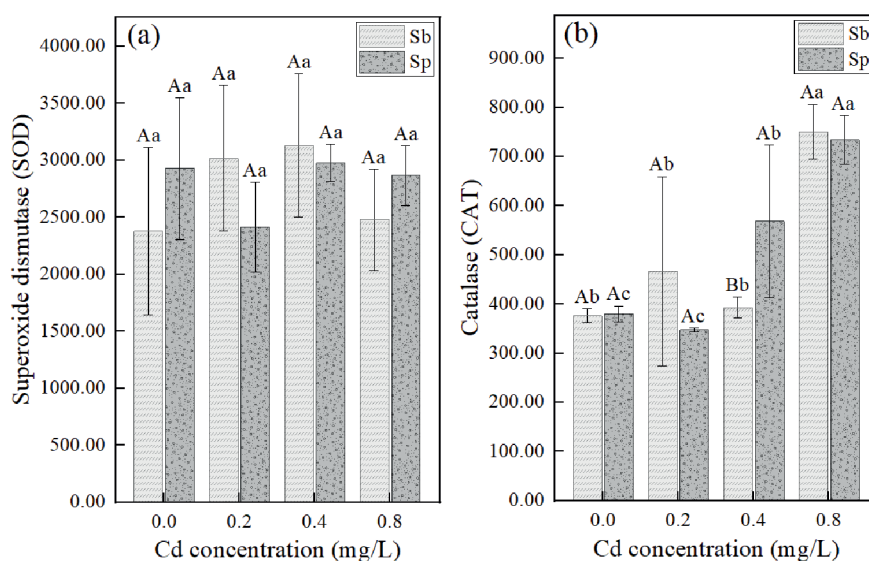 (a)
Sb
Sp
Superoxide dismutase (SOD)
4000.00
3500.00
3000.00
2500.00
2000.00
1500.00
1000.00
500.00
0.00
Aa
Aa
Aa
Aa
Aa
Aa
Aa
Aa
0.0
0.2
0.4
0.8
Cd concentration (mg/L)
(b)
Sb
Sp
Catalase (CAT)
900.00
800.00
700.00
600.00
500.00
400.00
300.00
200.00
100.00
0.00
Ab
Ac
Ab
Ac
Bb
Ab
Aa
Aa
0.0
0.2
0.4
0.8
Cd concentration (mg/L)